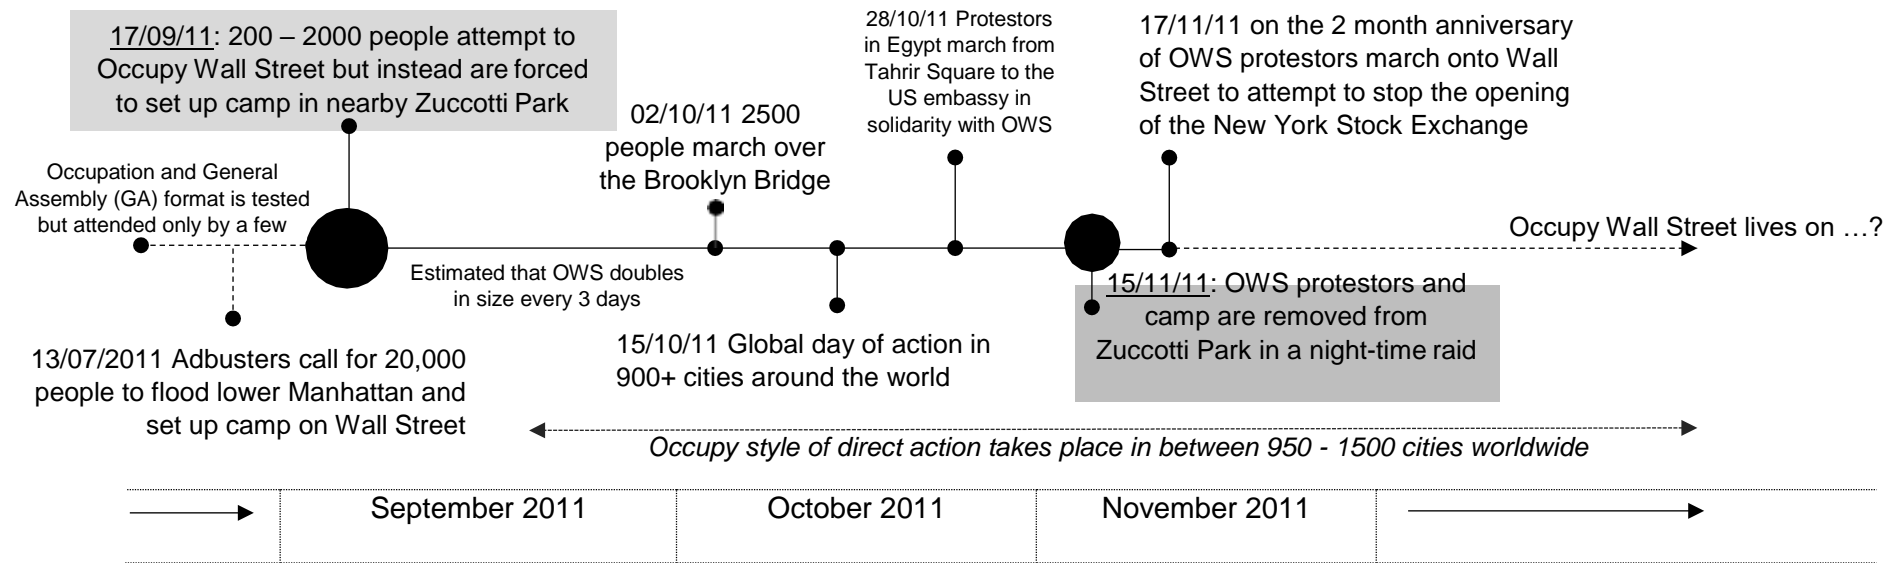 17/09/11: 200 – 2000 people attempt to
Occupy Wall Street but instead are forced
to set up camp in nearby Zuccotti Park
Occupation and General
Assembly (GA) format is tested
but attended only by a few
13/07/2011 Adbusters call for 20,000
people to flood lower Manhattan and
set up camp on Wall Street
Estimated that OWS doubles
in size every 3 days
02/10/11 2500
people march over
the Brooklyn Bridge
15/10/11 Global day of action in
900+ cities around the world
28/10/11 Protestors
in Egypt march from
Tahrir Square to the
US embassy in
solidarity with OWS
17/11/11 on the 2 month anniversary
of OWS protestors march onto Wall
Street to attempt to stop the opening
of the New York Stock Exchange
15/11/11: OWS protestors and
camp are removed from
Zuccotti Park in a night-time raid
Occupy Wall Street lives on …?
Occupy style of direct action takes place in between 950 - 1500 cities worldwide
September 2011
October 2011
November 2011